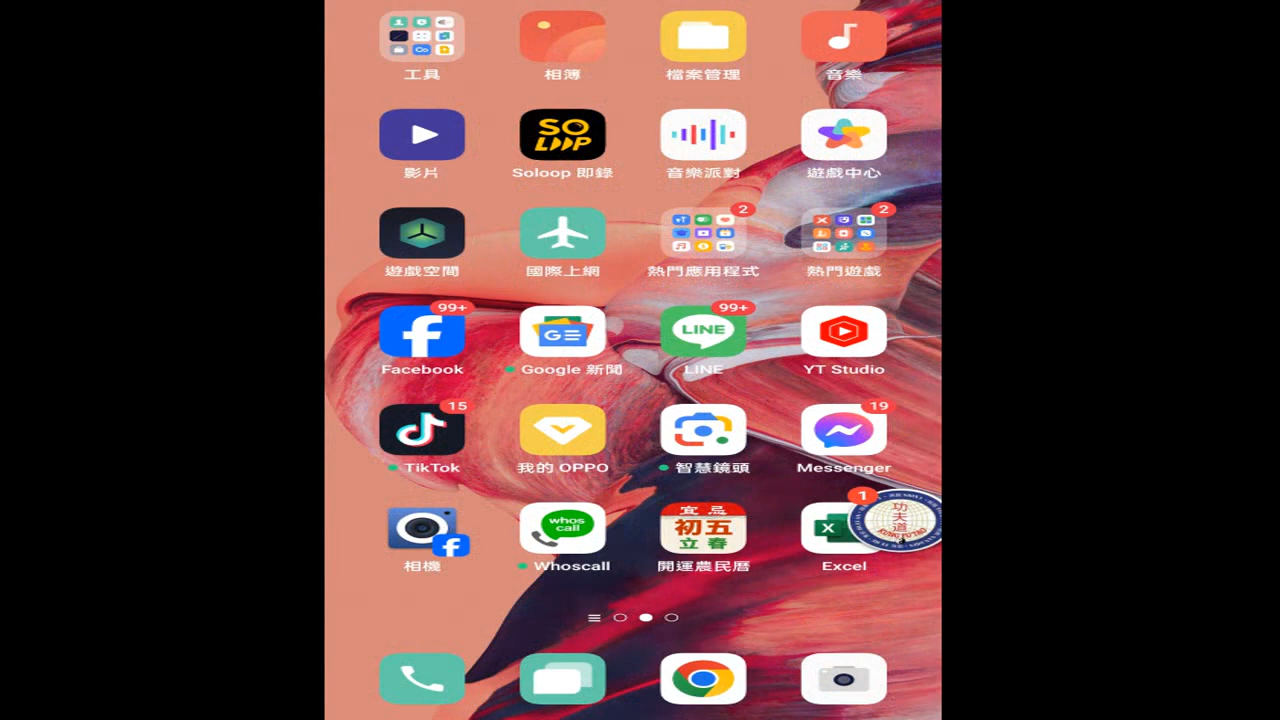 工具
相簿
檔案管理
音樂
影片
SO
LOOP
Soloop 即錄
音樂派對
遊戲中心
遊戲空間
國際上網
2
熱門應用程式
2
熱門遊戲
99+
Facebook
GE
Google 新聞
99+
LINE
LINE
YT Studio
15
TikTok
我的 OPPO
智慧鏡頭
19
Messenger
相機
whos
call
Whoscall
宜 忌
初五
立春
開運農民曆
X
Excel
1
功夫道